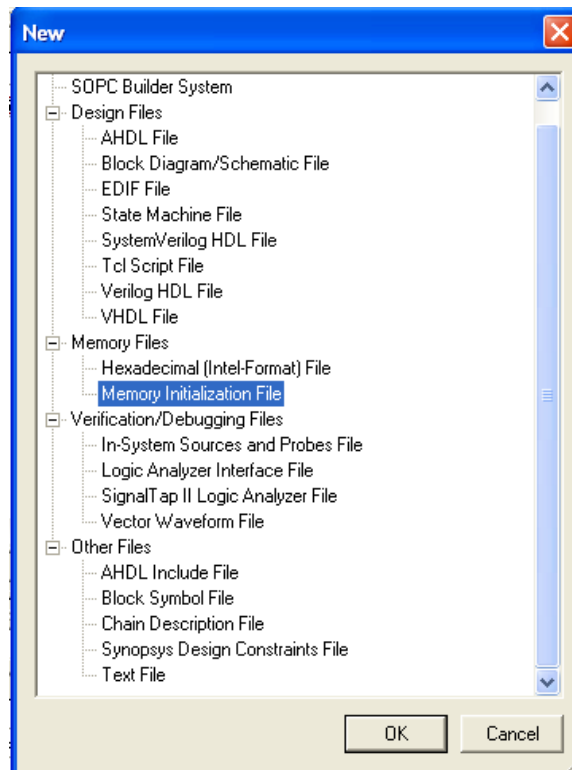 New
SOPC Builder System
Design Files
AHDL File
Block Diagram/Schematic File
EDIF File
State Machine File
SystemVerilog HDL File
Tcl Script File
Verilog HDL File
VHDL File
Memory Files
Hexadecimal (Intel-Format) File
Memory Initialization File
Verification/Debugging Files
In-System Sources and Probes File
Logic Analyzer Interface File
SignalTap II Logic Analyzer File
Vector Waveform File
Other Files
AHDL Include File
Block Symbol File
Chain Description File
Synopsys Design Constraints File
Text File
OK Cancel